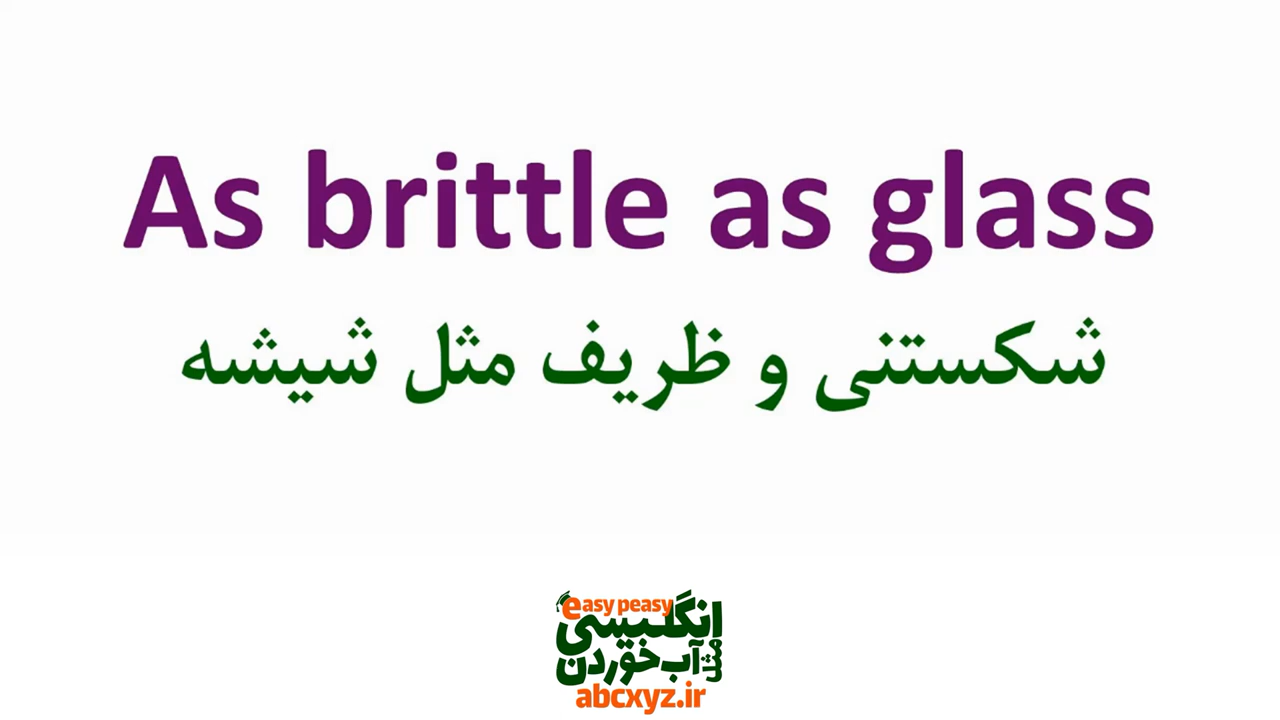 As brittle as glass
شکستنی و ظریف مثل شیشه
easy peasy
انگلیسی
مثل آب خوردن
abcxyz.ir